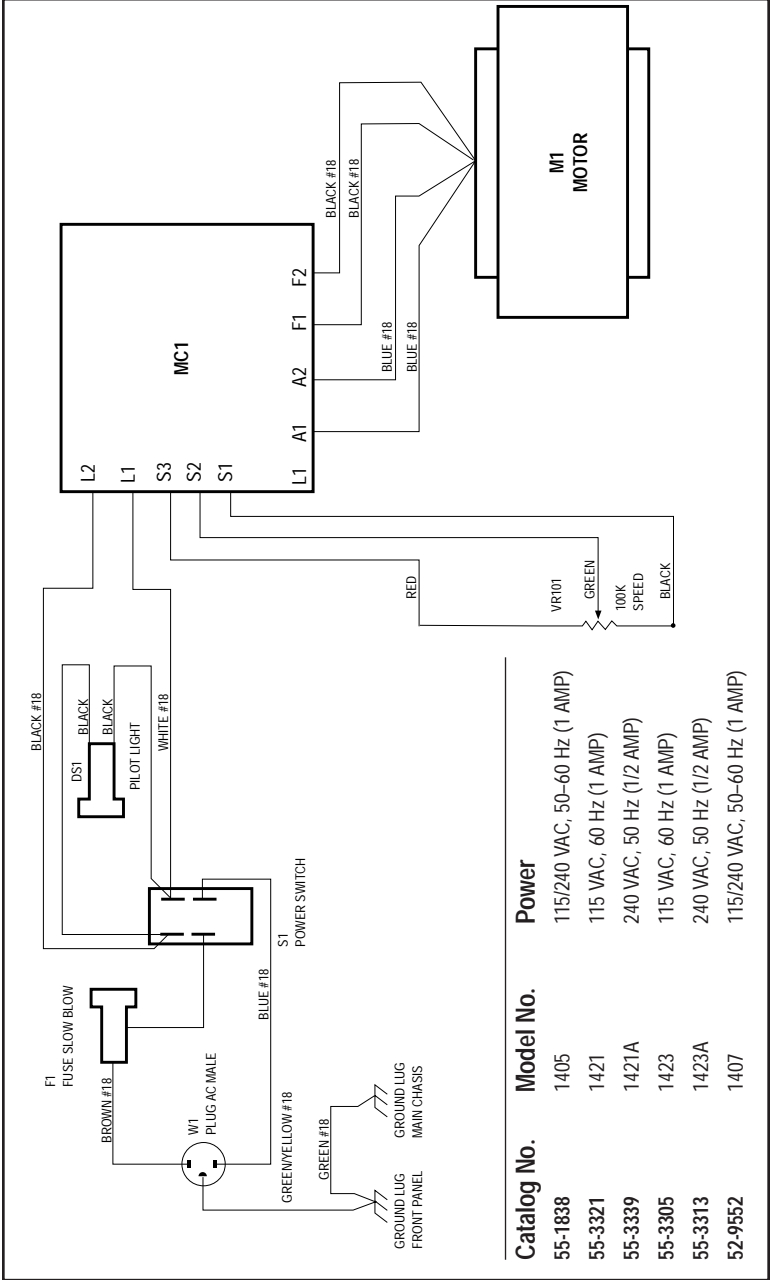 F1
FUSE SLOW BLOW
BROWN #18
W1
PLUG AC MALE
BLUE #18
GREEN/YELLOW #18
GREEN #18
GROUND LUG
FRONT PANEL
GROUND LUG
MAIN CHASIS
S1
POWER SWITCH
BLACK #18
DS1
BLACK
BLACK
PILOT LIGHT
WHITE #18
L2
L1
S3
S2
S1
L1
A1
A2
F1
F2
MC1
BLACK #18
BLACK #18
BLUE #18
BLUE #18
M1
MOTOR
RED
VR101
GREEN
100K
SPEED
BLACK
Catalog No. Model No. Power
55-1838 1405 115/240 VAC, 50–60 Hz (1 AMP)
55-3321 1421 115 VAC, 60 Hz (1 AMP)
55-3339 1421A 240 VAC, 50 Hz (1/2 AMP)
55-3305 1423 115 VAC, 60 Hz (1 AMP)
55-3313 1423A 240 VAC, 50 Hz (1/2 AMP)
52-9552 1407 115/240 VAC, 50–60 Hz (1 AMP)